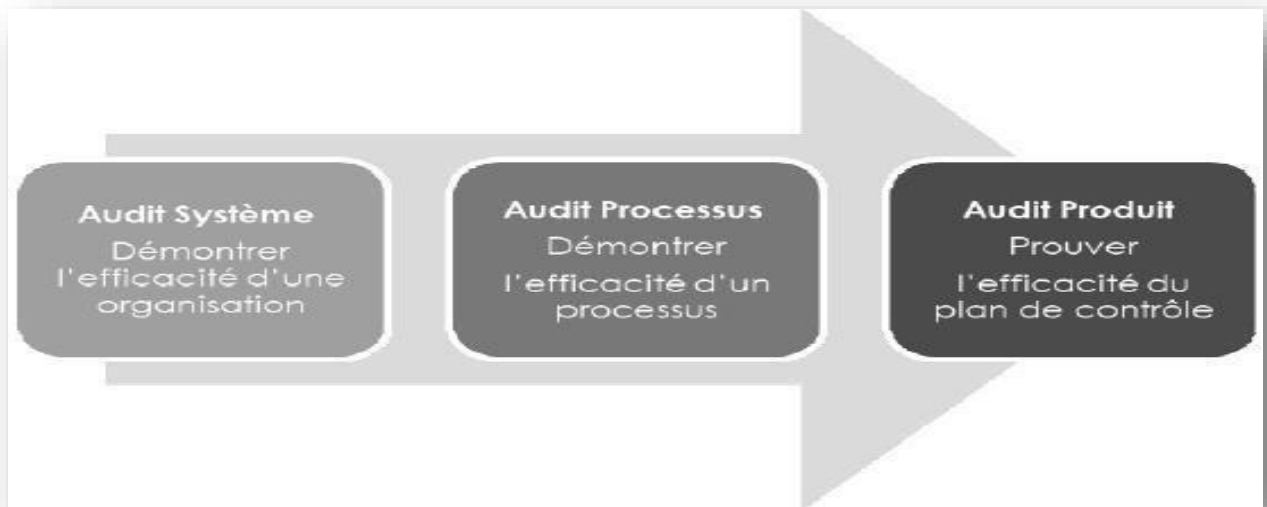 Audit Système
Démontrer
l'efficacité d'une
organisation
Audit Processus
Démontrer
l'efficacité d'un
processus
Audit Produit
Prouver
l'efficacité du
plan de contrôle